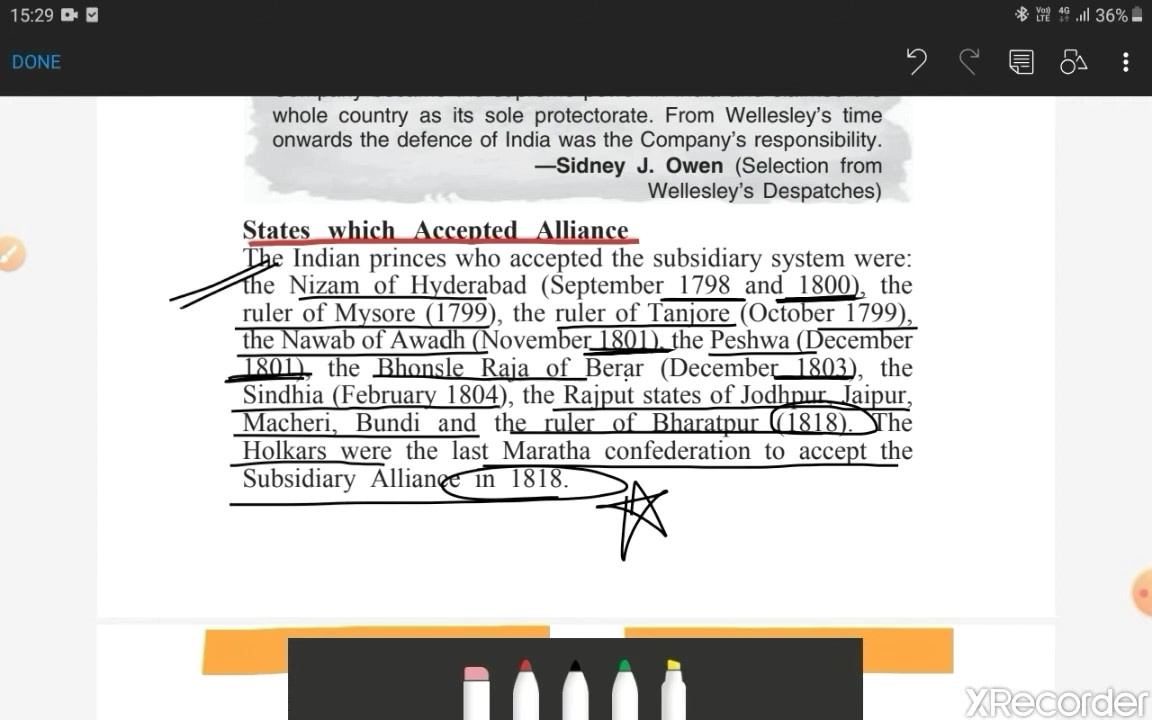 15:29
Vo) 4G
LTE 36%
DONE
whole country as its sole protectorate. From Wellesley's time
onwards the defence of India was the Company's responsibility.
—Sidney J. Owen (Selection from
Wellesley's Despatches)
States which Accepted Alliance
The Indian princes who accepted the subsidiary system were:
the Nizam of Hyderabad (September 1798 and 1800), the
ruler of Mysore (1799), the ruler of Tanjore (October 1799),
the Nawab of Awadh (November 1801), the Peshwa (December
1801), the Bhonsle Raja of Berar (December 1803), the
Sindhia (February 1804), the Rajput states of Jodhpur, Jaipur,
Macheri, Bundi and the ruler of Bharatpur (1818). The
Holkars were the last Maratha confederation to accept the
Subsidiary Alliance in 1818.
XRecorder